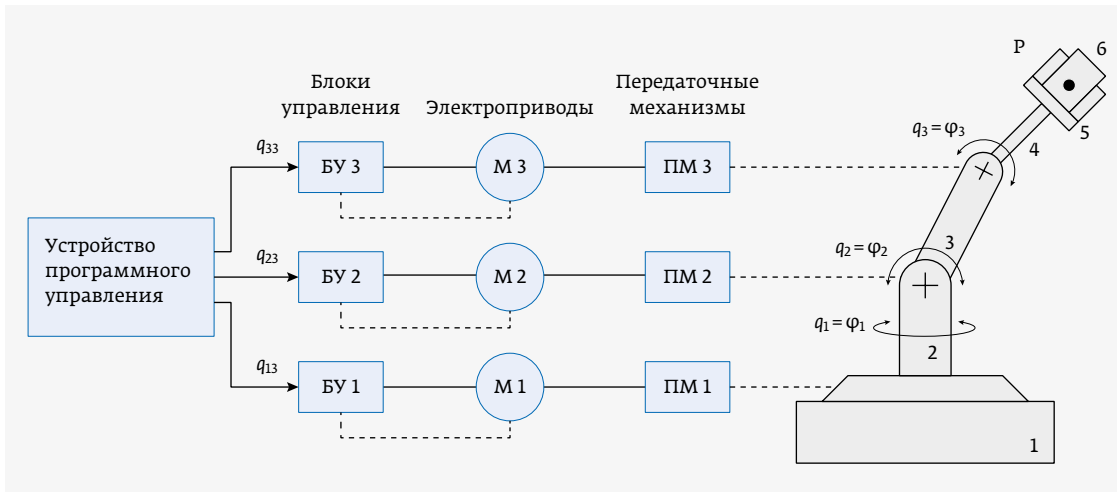 Блоки
управления
Электроприводы
Передаточные
механизмы
P
6
5
q₃ = φ₃
4
q₃₃
БУ 3
М 3
ПМ 3
Устройство
программного
управления
q₂₃
БУ 2
М 2
ПМ 2
q₂ = φ₂
3
q₁ = φ₁
2
q₁₃
БУ 1
М 1
ПМ 1
1